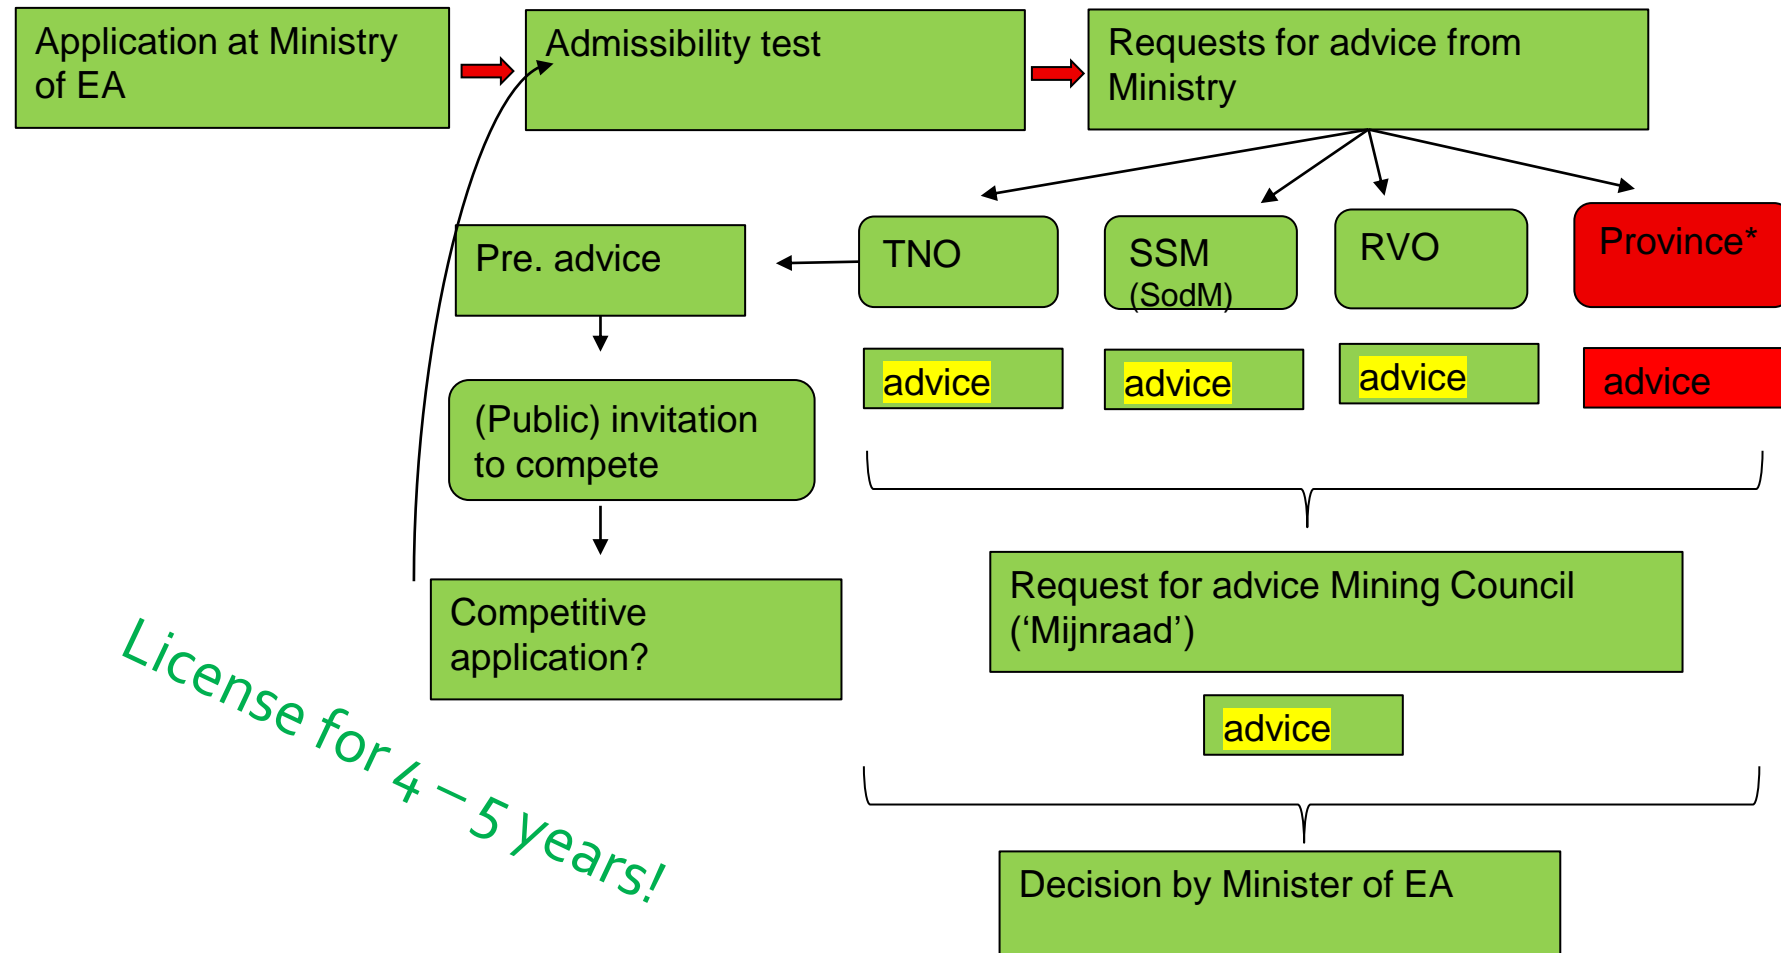 Application at Ministry
of EA
Admissibility test
Requests for advice from
Ministry
Pre. advice
TNO
SSM
(SodM)
RVO
Province*
advice
advice
advice
advice
(Public) invitation
to compete
Competitive
application?
Request for advice Mining Council
(‘Mijnraad’)
advice
License for 4 – 5 years!
Decision by Minister of EA